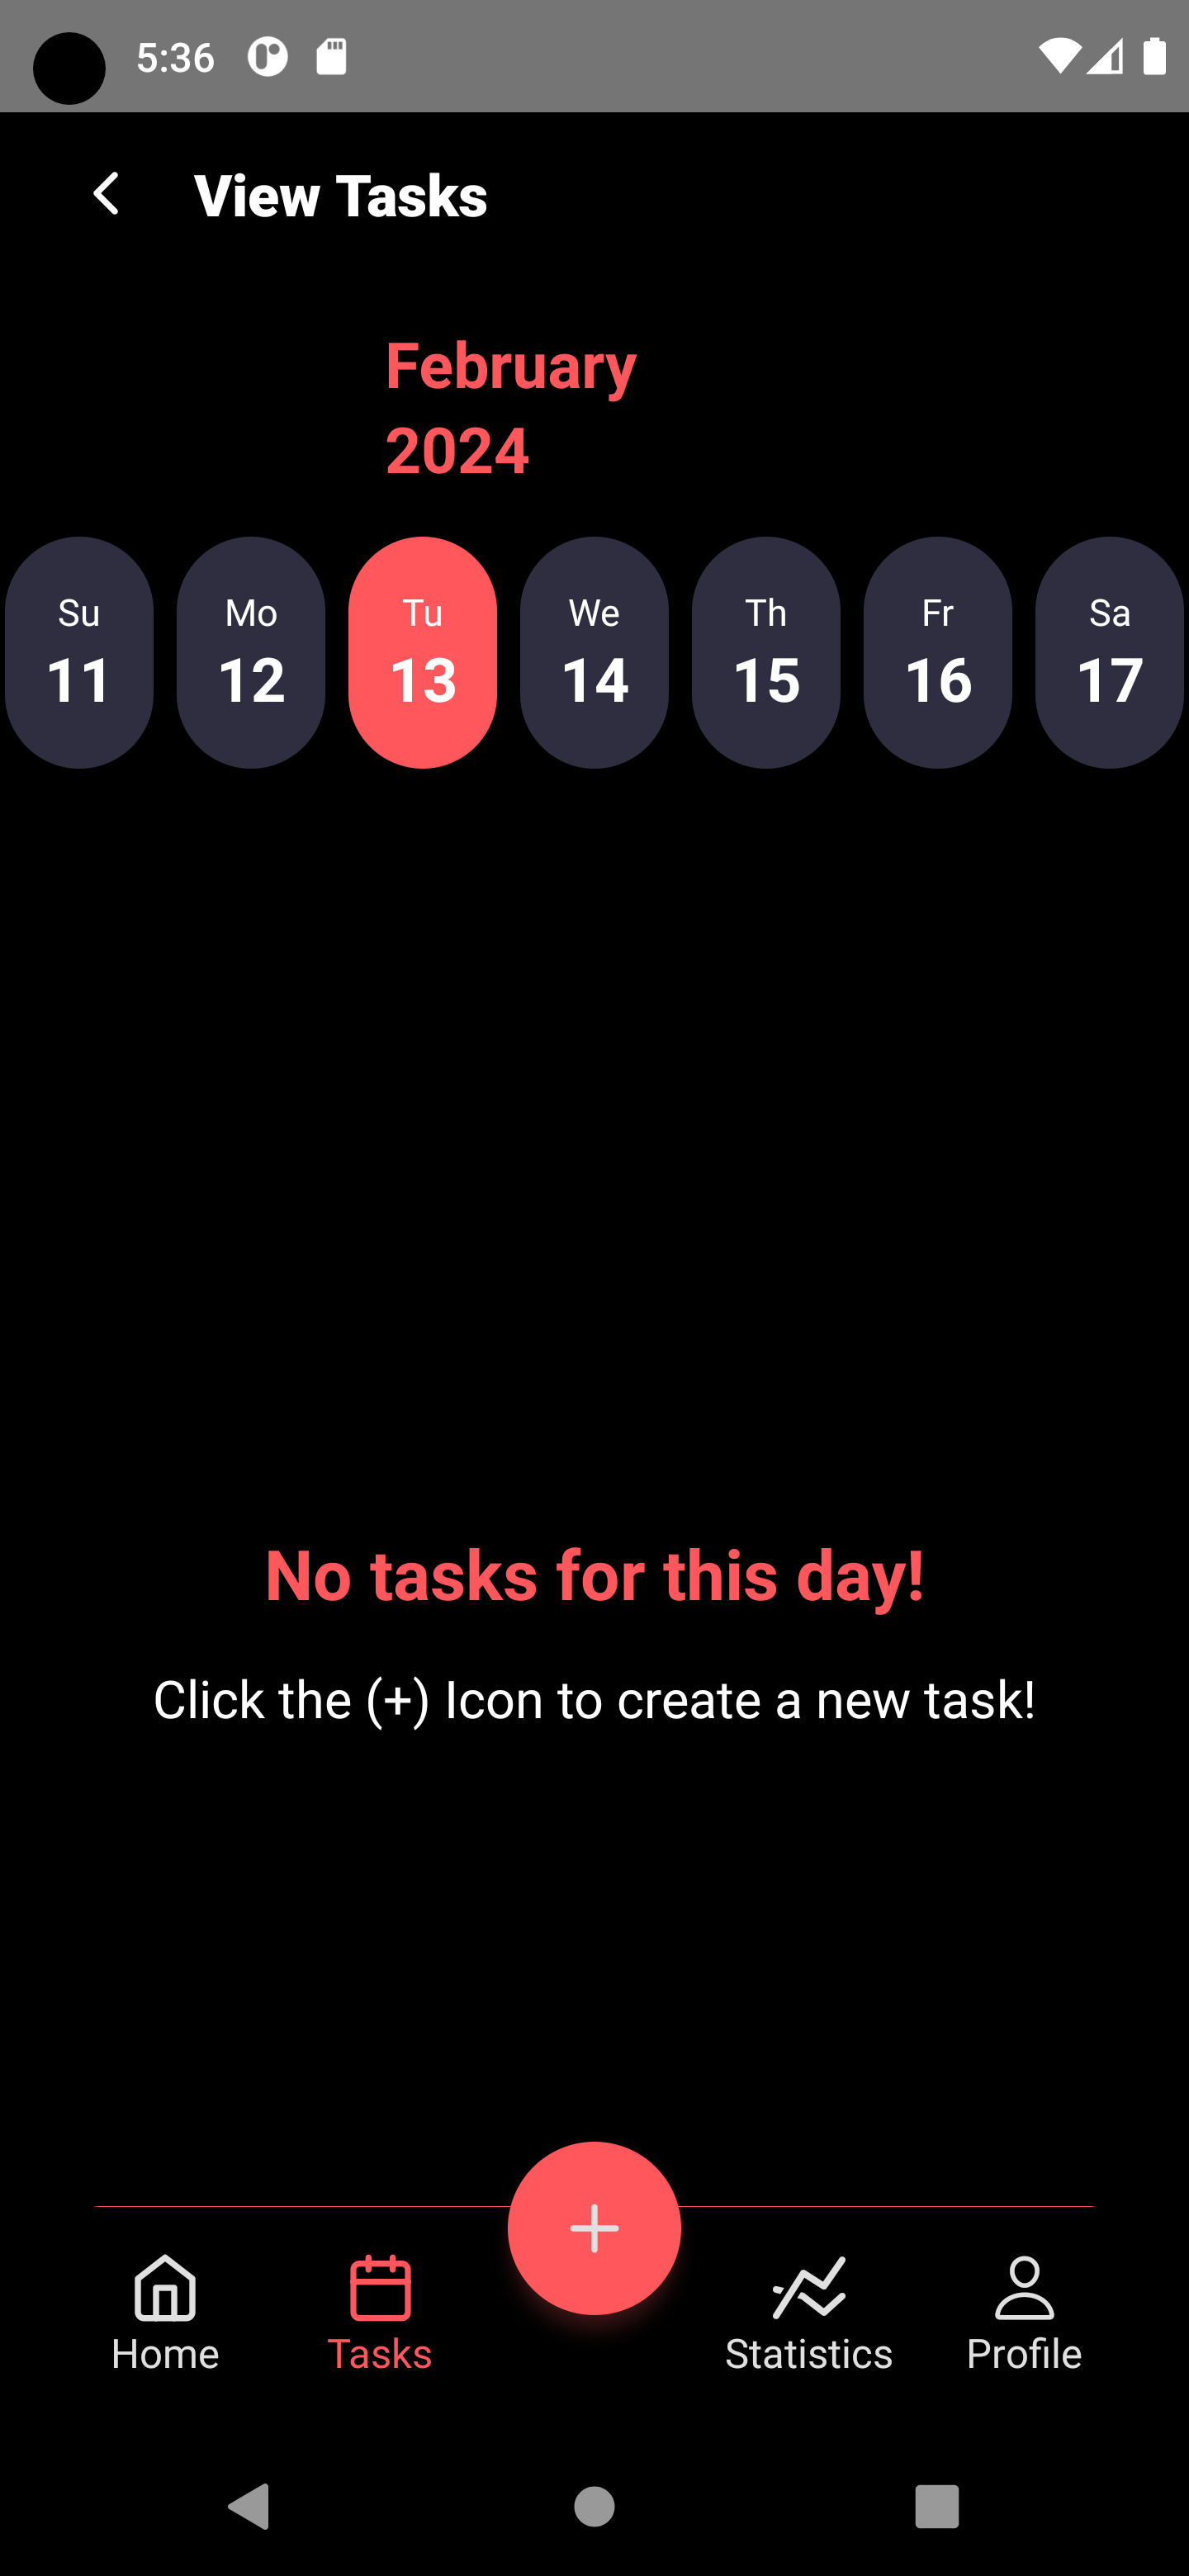 5:36
View Tasks
February
2024
Su Mo Tu We Th Fr Sa
11 12 13 14 15 16 17
No tasks for this day!
Click the (+) Icon to create a new task!
Home Tasks Statistics Profile